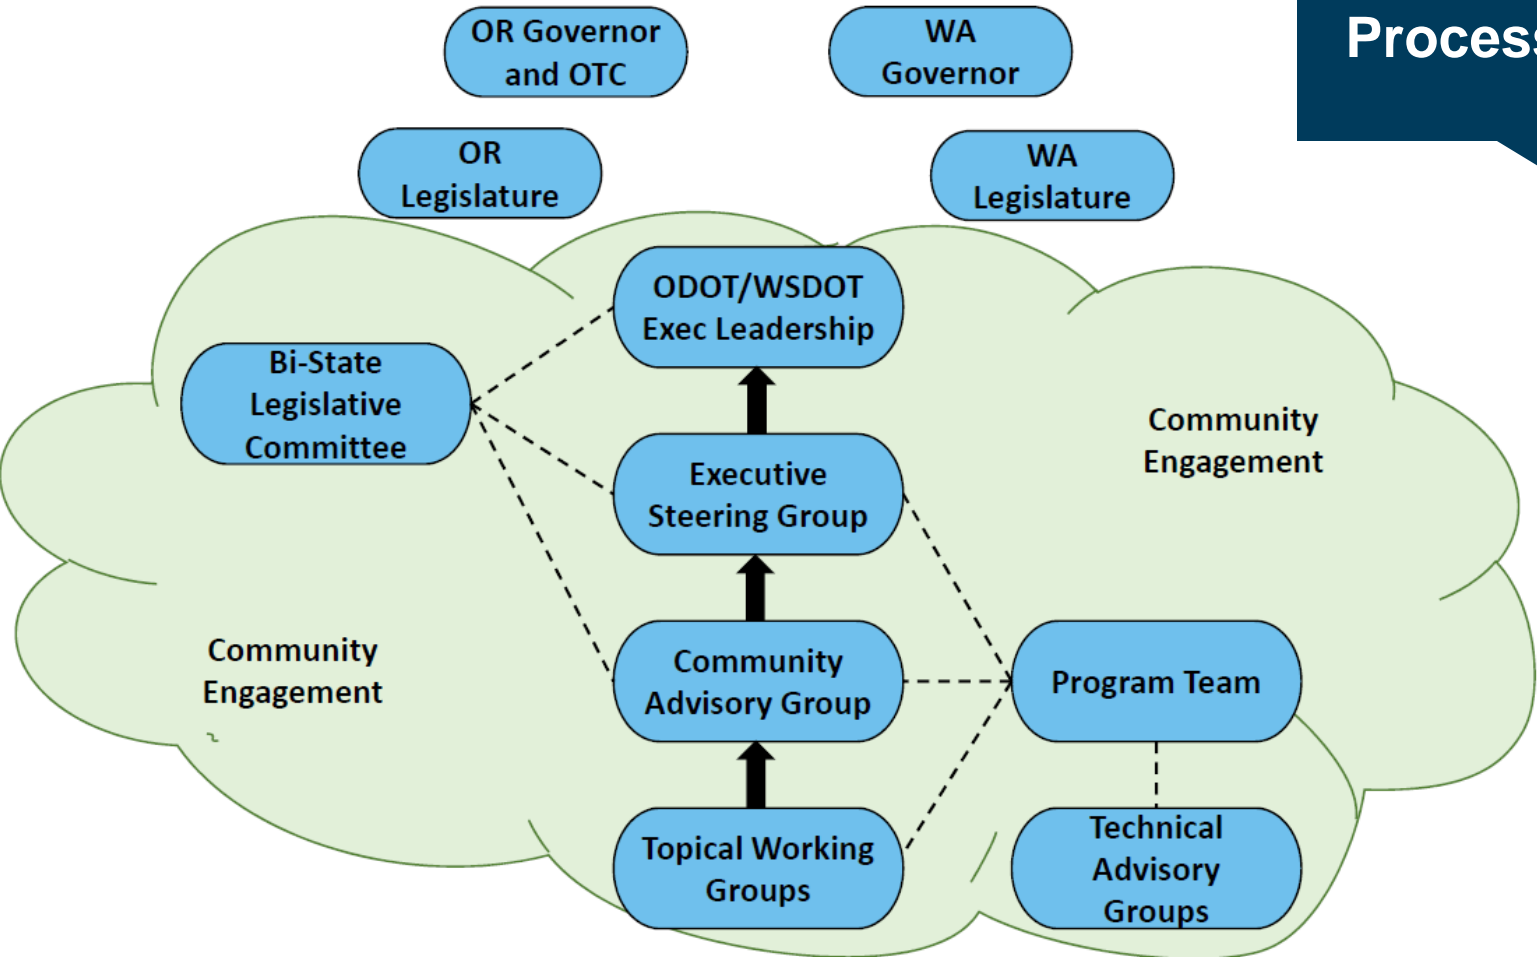 OR Governor
and OTC
WA
Governor
Process
OR
Legislature
WA
Legislature
ODOT/WSDOT
Exec Leadership
Bi-State
Legislative
Committee
Community
Engagement
Executive
Steering Group
Community
Engagement
Community
Advisory Group
Program Team
Topical Working
Groups
Technical
Advisory
Groups